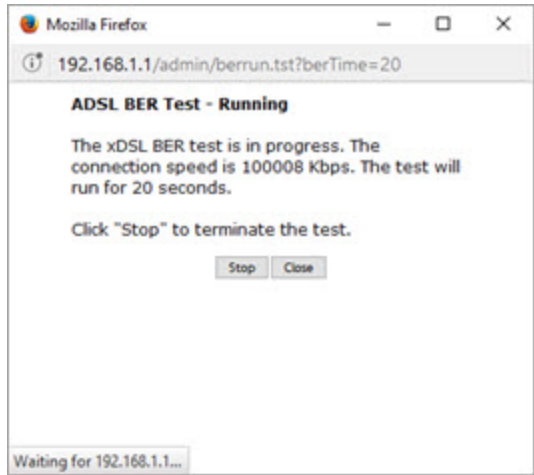 Mozilla Firefox
192.168.1.1/admin/berrun.tst?berTime=20
ADSL BER Test - Running
The xDSL BER test is in progress. The
connection speed is 100008 Kbps. The test will
run for 20 seconds.
Click "Stop" to terminate the test.
Stop Close
Waiting for 192.168.1.1...